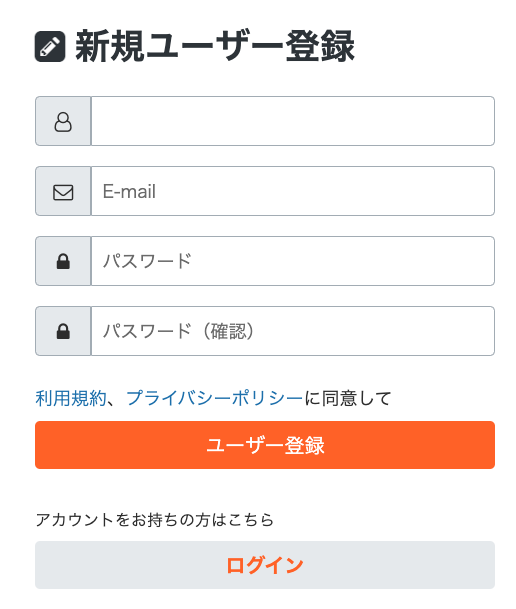 新規ユーザー登録
E-mail
パスワード
パスワード（確認）
利用規約、プライバシーポリシーに同意して
ユーザー登録
アカウントをお持ちの方はこちら
ログイン